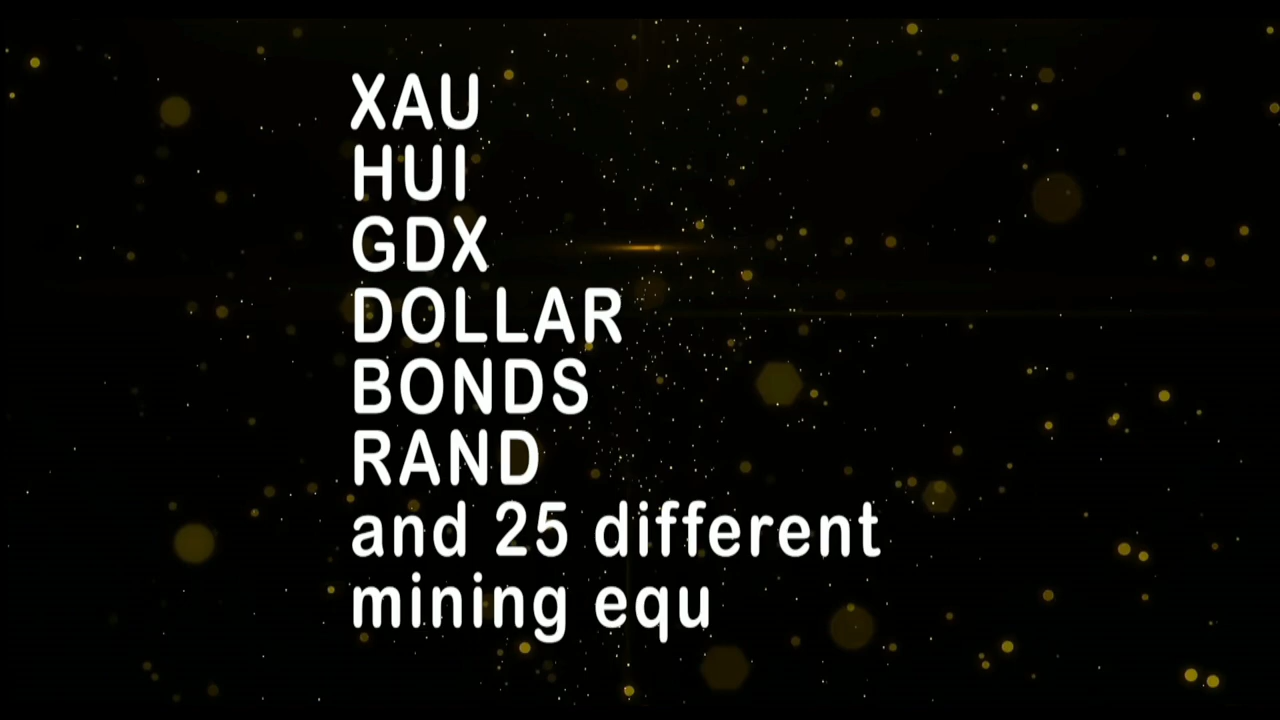 XAU
HUI
GDX
DOLLAR
BONDS
RAND
and 25 different
mining equ